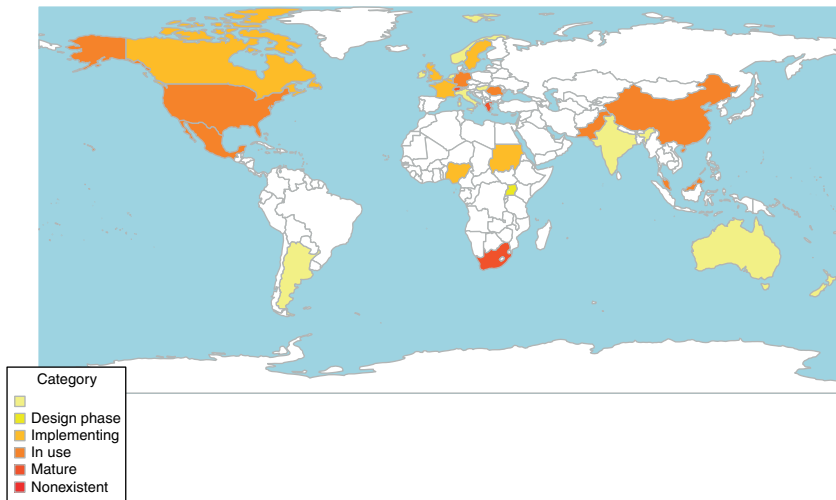 Category
Design phase
Implementing
In use
Mature
Nonexistent